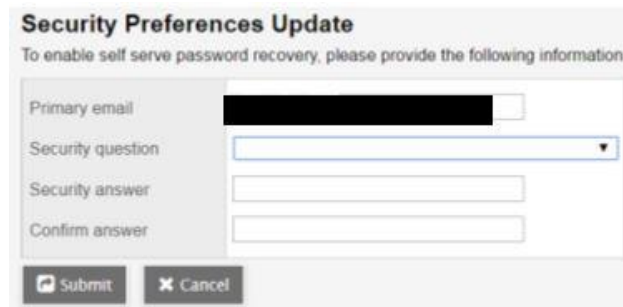 Security Preferences Update
To enable self serve password recovery, please provide the following information
Primary email
Security question
Security answer
Confirm answer
Submit
Cancel